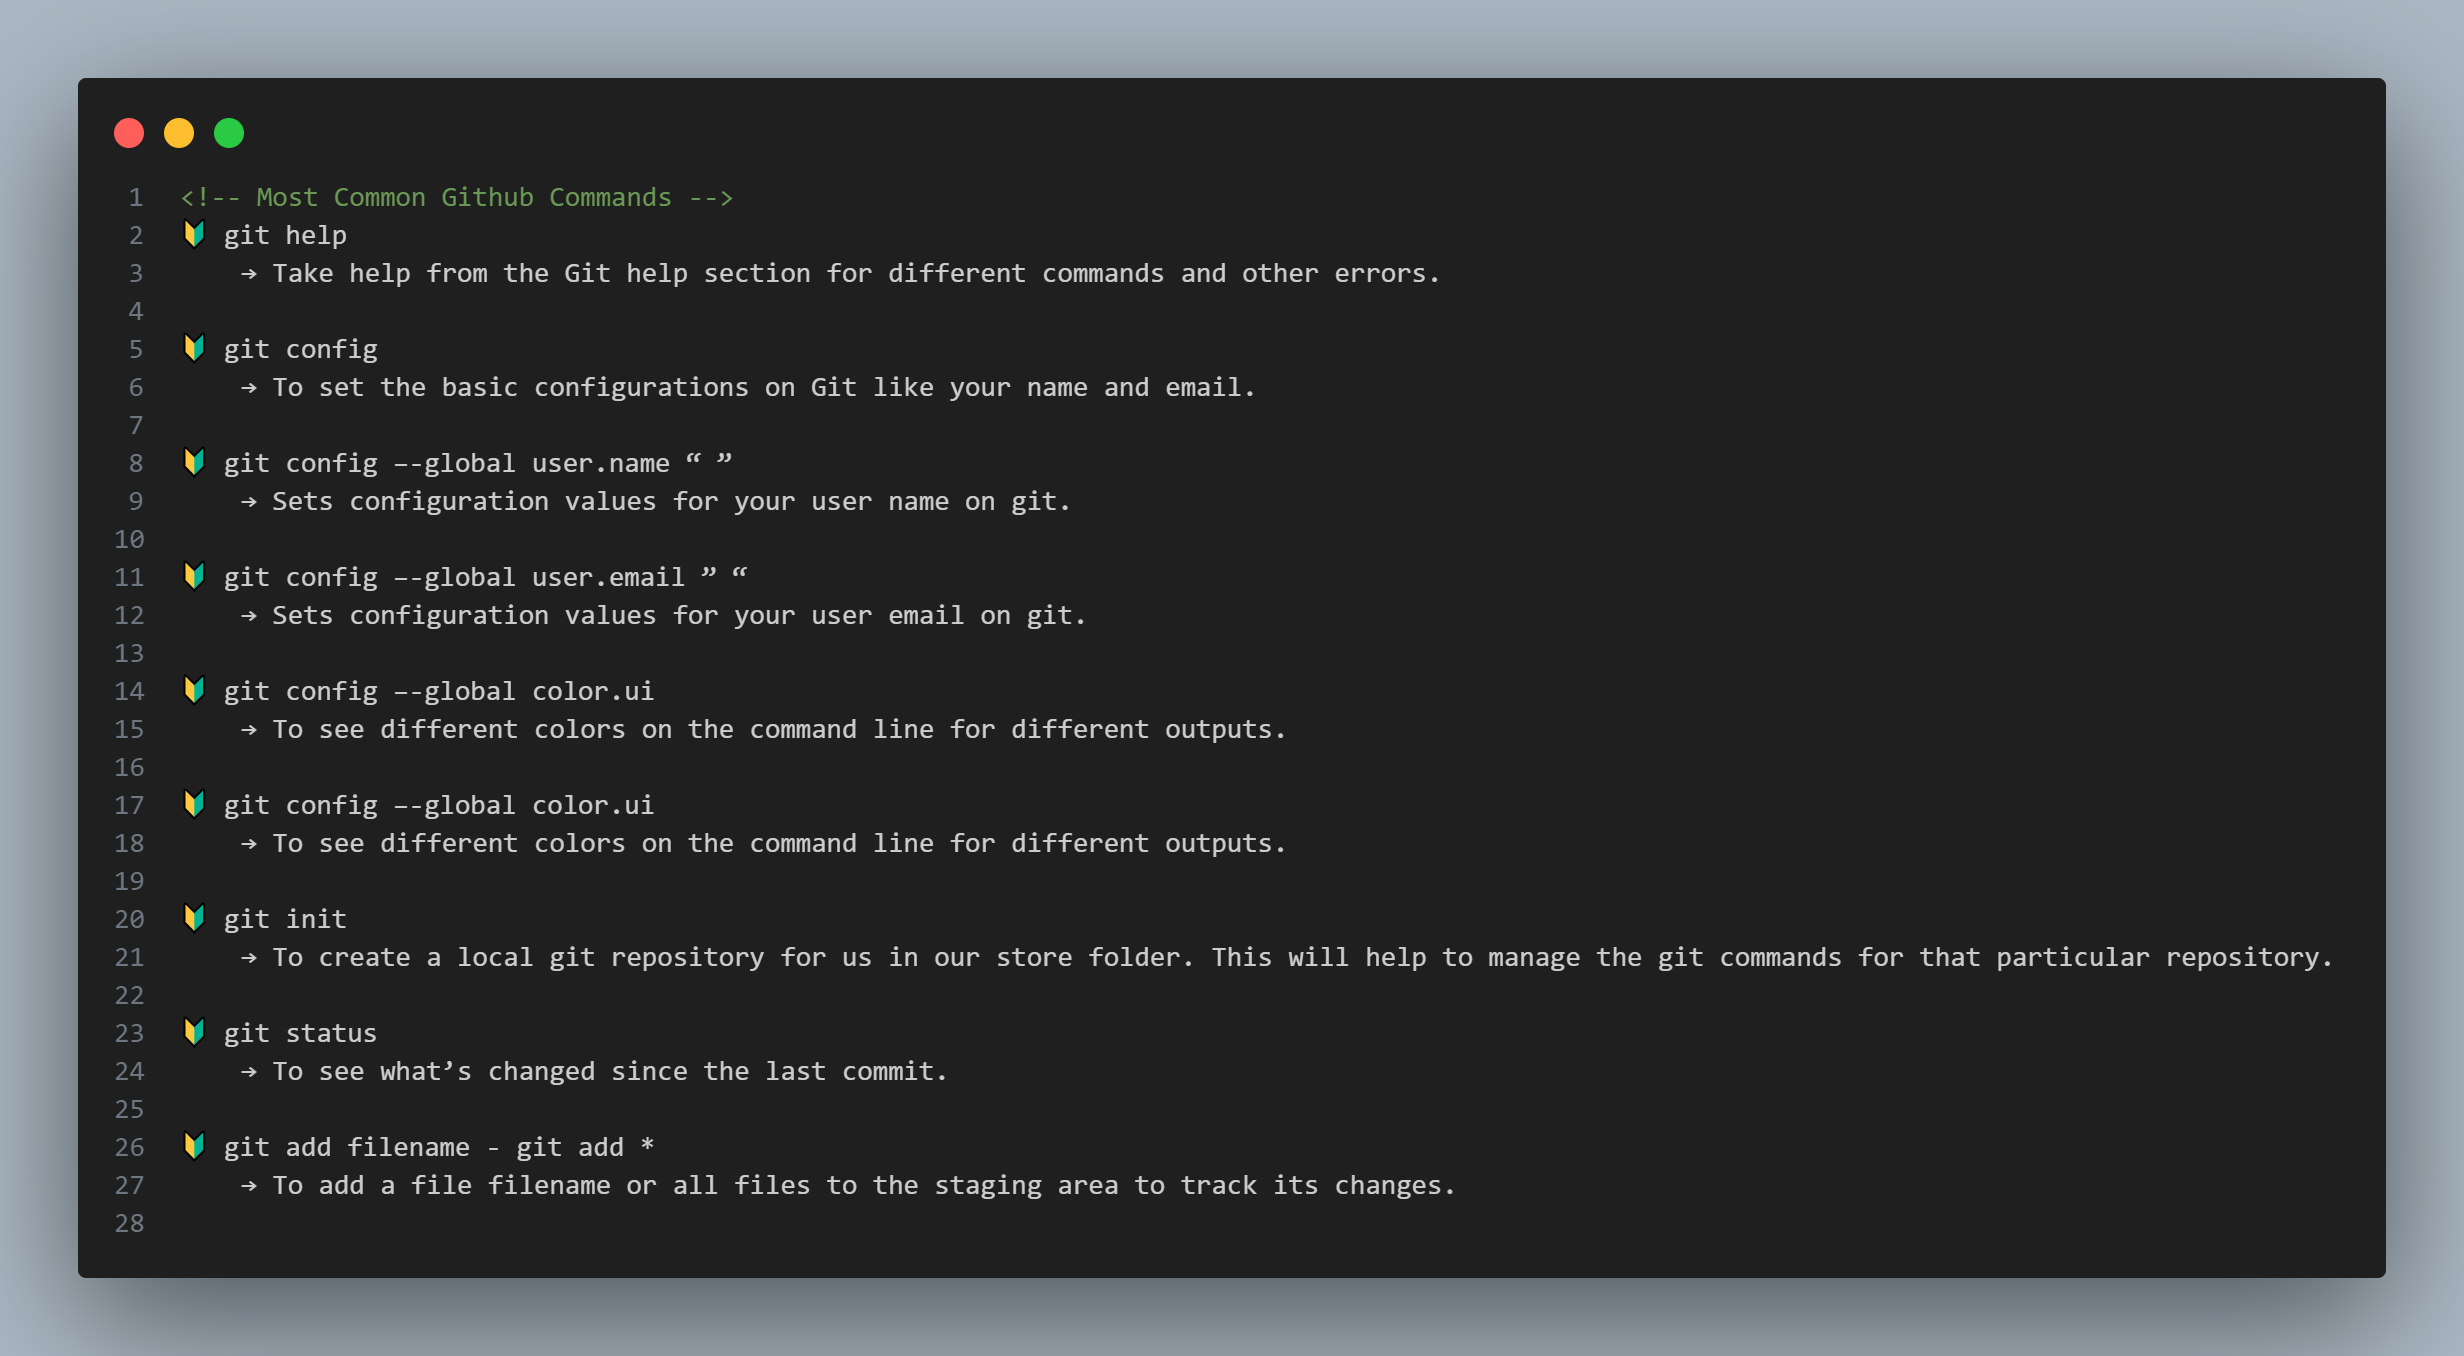 1 <!-- Most Common Github Commands -->
2 🔰 git help
3 → Take help from the Git help section for different commands and other errors.
4
5 🔰 git config
6 → To set the basic configurations on Git like your name and email.
7
8 🔰 git config –-global user.name “ ”
9 → Sets configuration values for your user name on git.
10
11 🔰 git config –-global user.email ” “
12 → Sets configuration values for your user email on git.
13
14 🔰 git config –-global color.ui
15 → To see different colors on the command line for different outputs.
16
17 🔰 git config –-global color.ui
18 → To see different colors on the command line for different outputs.
19
20 🔰 git init
21 → To create a local git repository for us in our store folder. This will help to manage the git commands for that particular repository.
22
23 🔰 git status
24 → To see what’s changed since the last commit.
25
26 🔰 git add filename - git add *
27 → To add a file filename or all files to the staging area to track its changes.
28